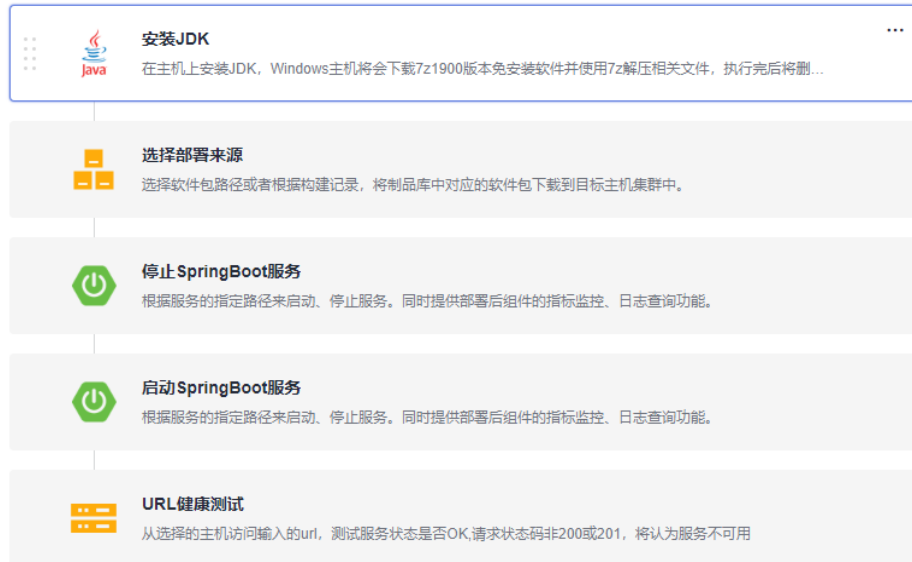 安装JDK
Java
在主机上安装JDK，Windows主机将会下载7z1900版本免安装软件并使用7z解压相关文件，执行完后将删...
选择部署来源
选择软件包路径或者根据构建记录，将制品库中对应的软件包下载到目标主机集群中。
停止SpringBoot服务
根据服务的指定路径来启动、停止服务。同时提供部署后组件的指标监控、日志查询功能。
启动SpringBoot服务
根据服务的指定路径来启动、停止服务。同时提供部署后组件的指标监控、日志查询功能。
URL健康测试
从选择的主机访问输入的url，测试服务状态是否OK,请求状态码非200或201，将认为服务不可用